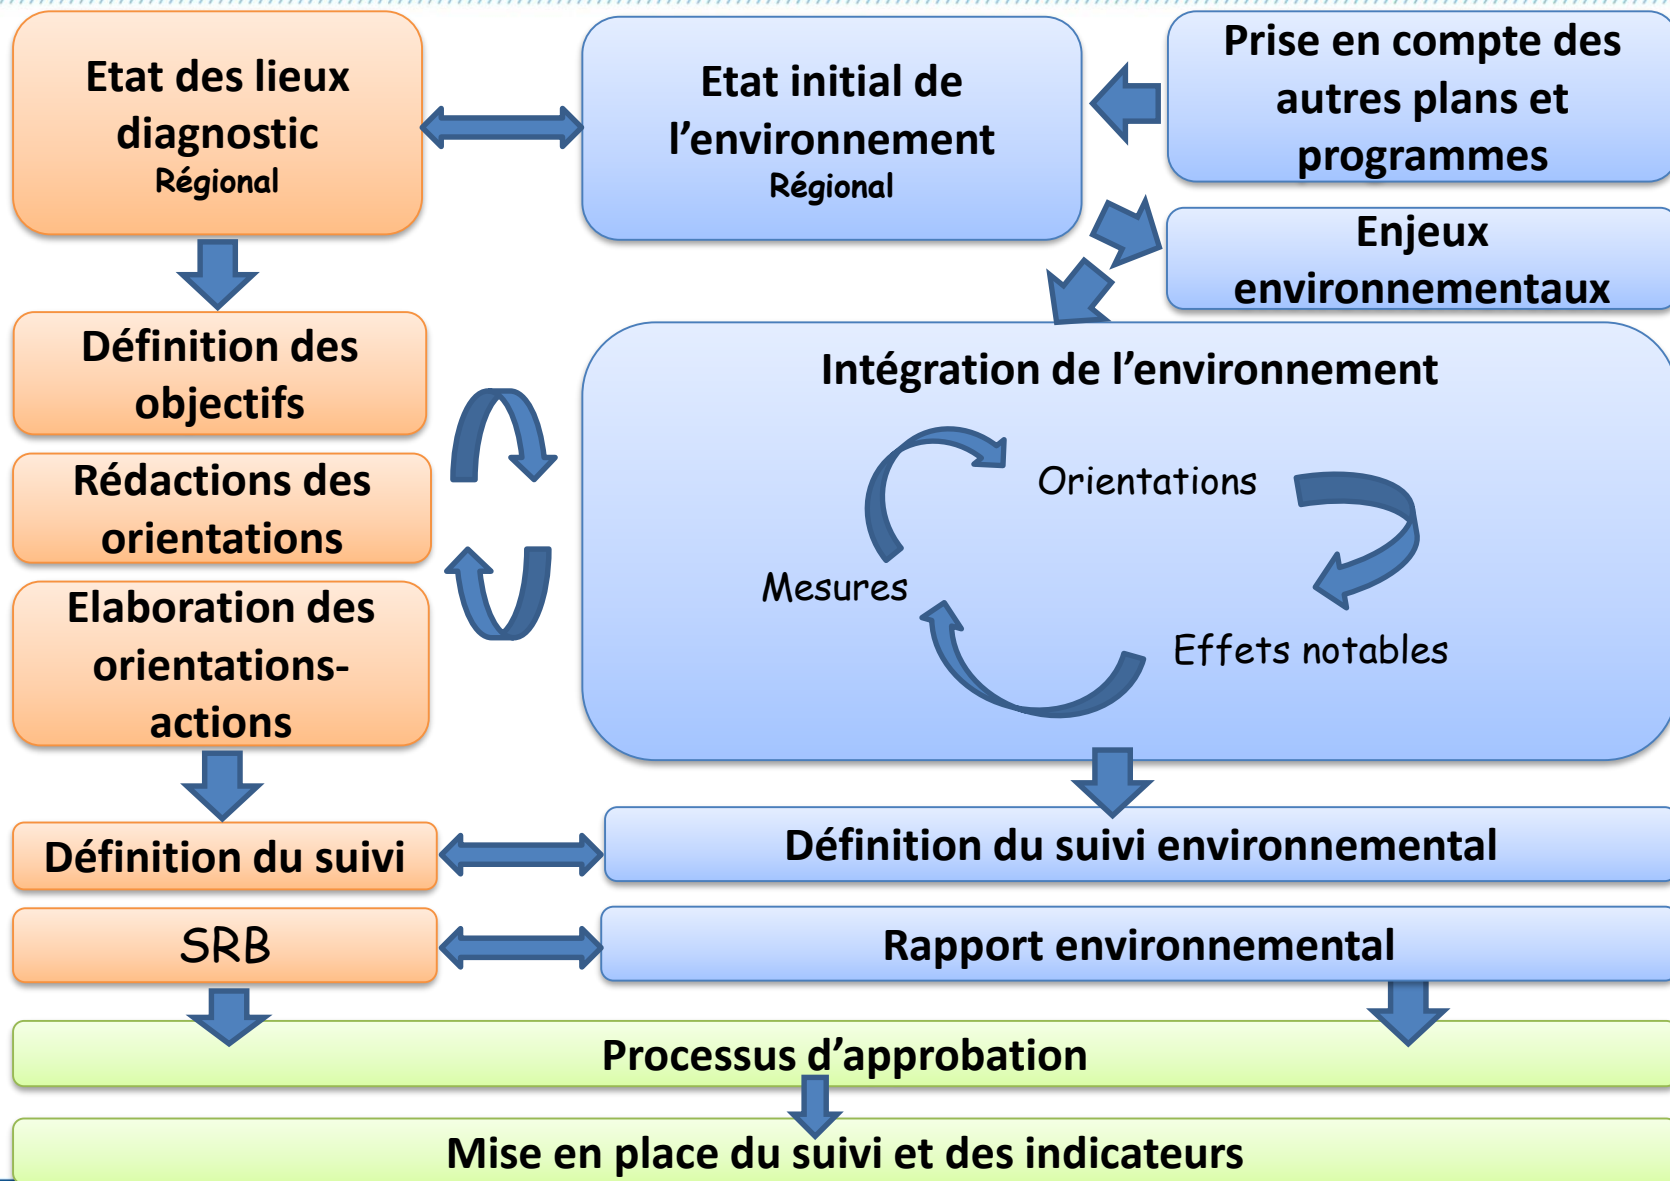 Etat des lieux
diagnostic
Régional
Etat initial de
l'environnement
Régional
Prise en compte des
autres plans et
programmes
Enjeux
environnementaux
Définition des
objectifs
Rédactions des
orientations
Elaboration des
orientations-
actions
Intégration de l'environnement
Orientations
Mesures
Effets notables
Définition du suivi
Définition du suivi environnemental
SRB
Rapport environnemental
Processus d'approbation
Mise en place du suivi et des indicateurs